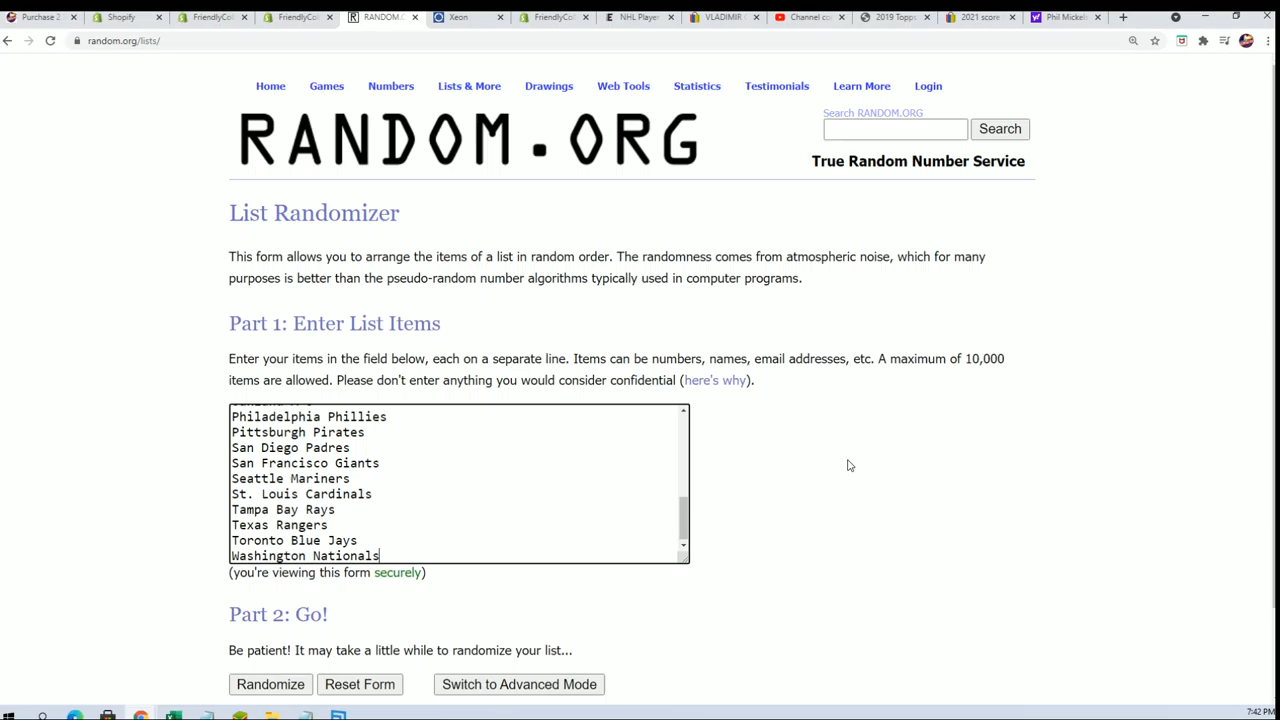 Purchase 2
Shopify
FriendlyCol
FriendlyCol
RANDOM.C
Xeon
FriendlyCol
NHL Player
VLADIMIR C
Channel co
2019 Topps
2021 score
Phil Mickels
random.org/lists/
Home Games Numbers Lists & More Drawings Web Tools Statistics Testimonials Learn More Login
RANDOM.ORG
Search RANDOM.ORG
Search
True Random Number Service
List Randomizer
This form allows you to arrange the items of a list in random order. The randomness comes from atmospheric noise, which for many
purposes is better than the pseudo-random number algorithms typically used in computer programs.
Part 1: Enter List Items
Enter your items in the field below, each on a separate line. Items can be numbers, names, email addresses, etc. A maximum of 10,000
items are allowed. Please don't enter anything you would consider confidential (here's why).
Philadelphia Phillies
Pittsburgh Pirates
San Diego Padres
San Francisco Giants
Seattle Mariners
St. Louis Cardinals
Tampa Bay Rays
Texas Rangers
Toronto Blue Jays
Washington Nationals
(you're viewing this form securely)
Part 2: Go!
Be patient! It may take a little while to randomize your list...
Randomize Reset Form Switch to Advanced Mode
7:42 PM